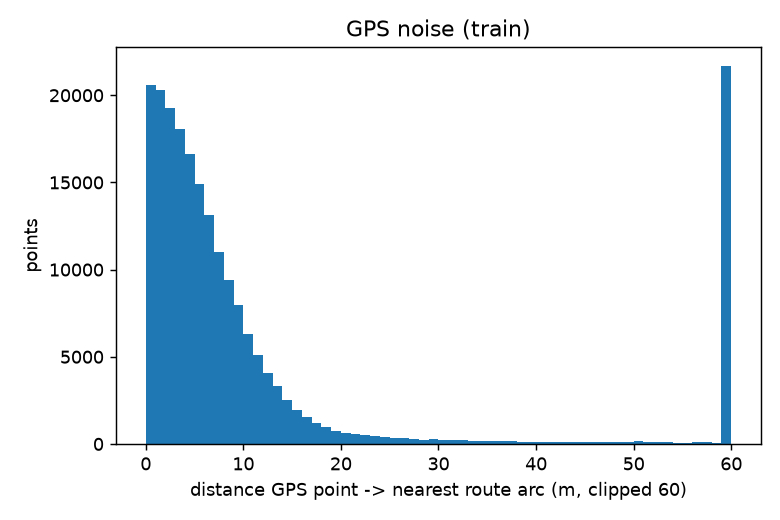 GPS noise (train)
20000
15000
10000
5000
0
points
0 10 20 30 40 50 60
distance GPS point -> nearest route arc (m, clipped 60)